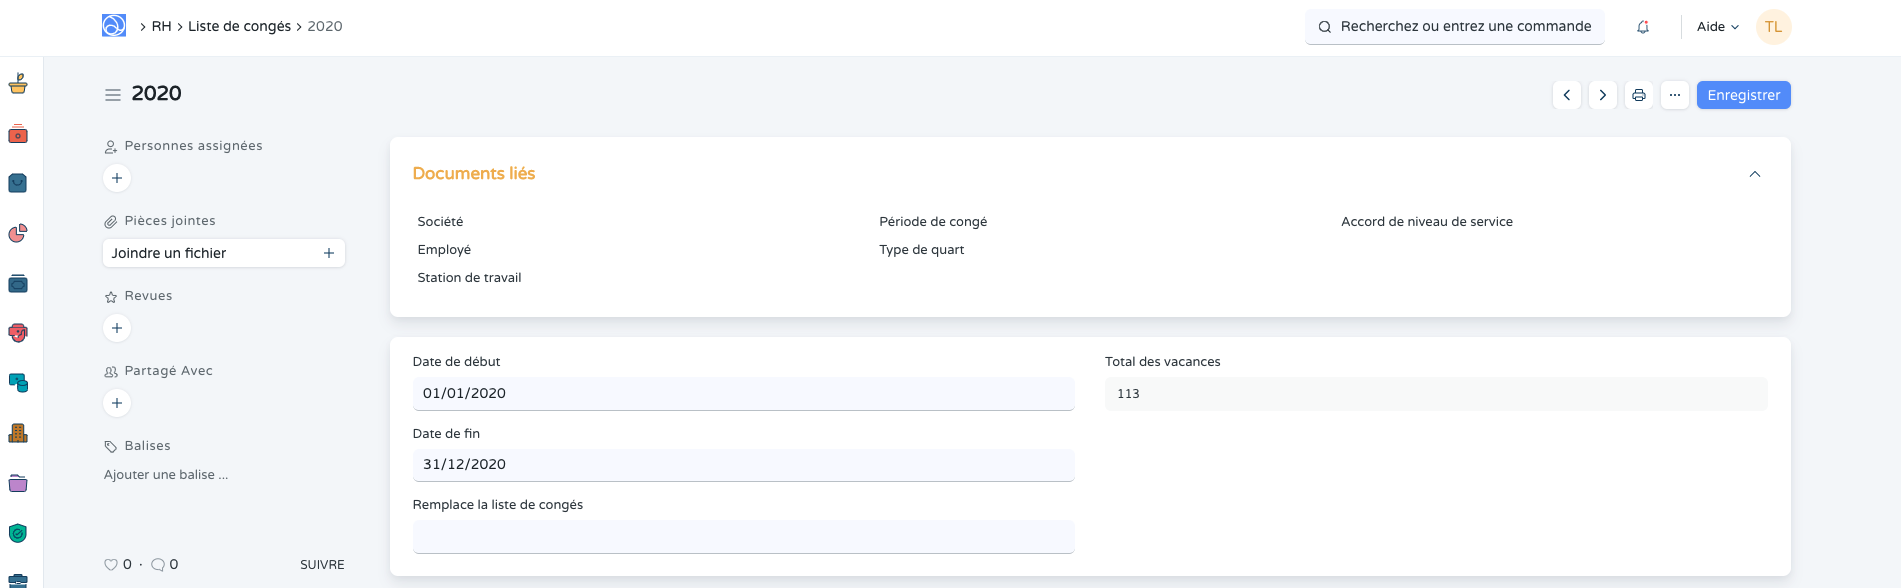 RH Liste de congés 2020
Recherchez ou entrez une commande
Aide
TL
2020
Enregistrer
Personnes assignées
Pièces jointes
Joindre un fichier
Revues
Partagé Avec
Balises
Ajouter une balise ...
0 · 0 SUIVRE
Documents liés
Société Période de congé Accord de niveau de service
Employé Type de quart
Station de travail
Date de début Total des vacances
01/01/2020 113
Date de fin
31/12/2020
Remplace la liste de congés